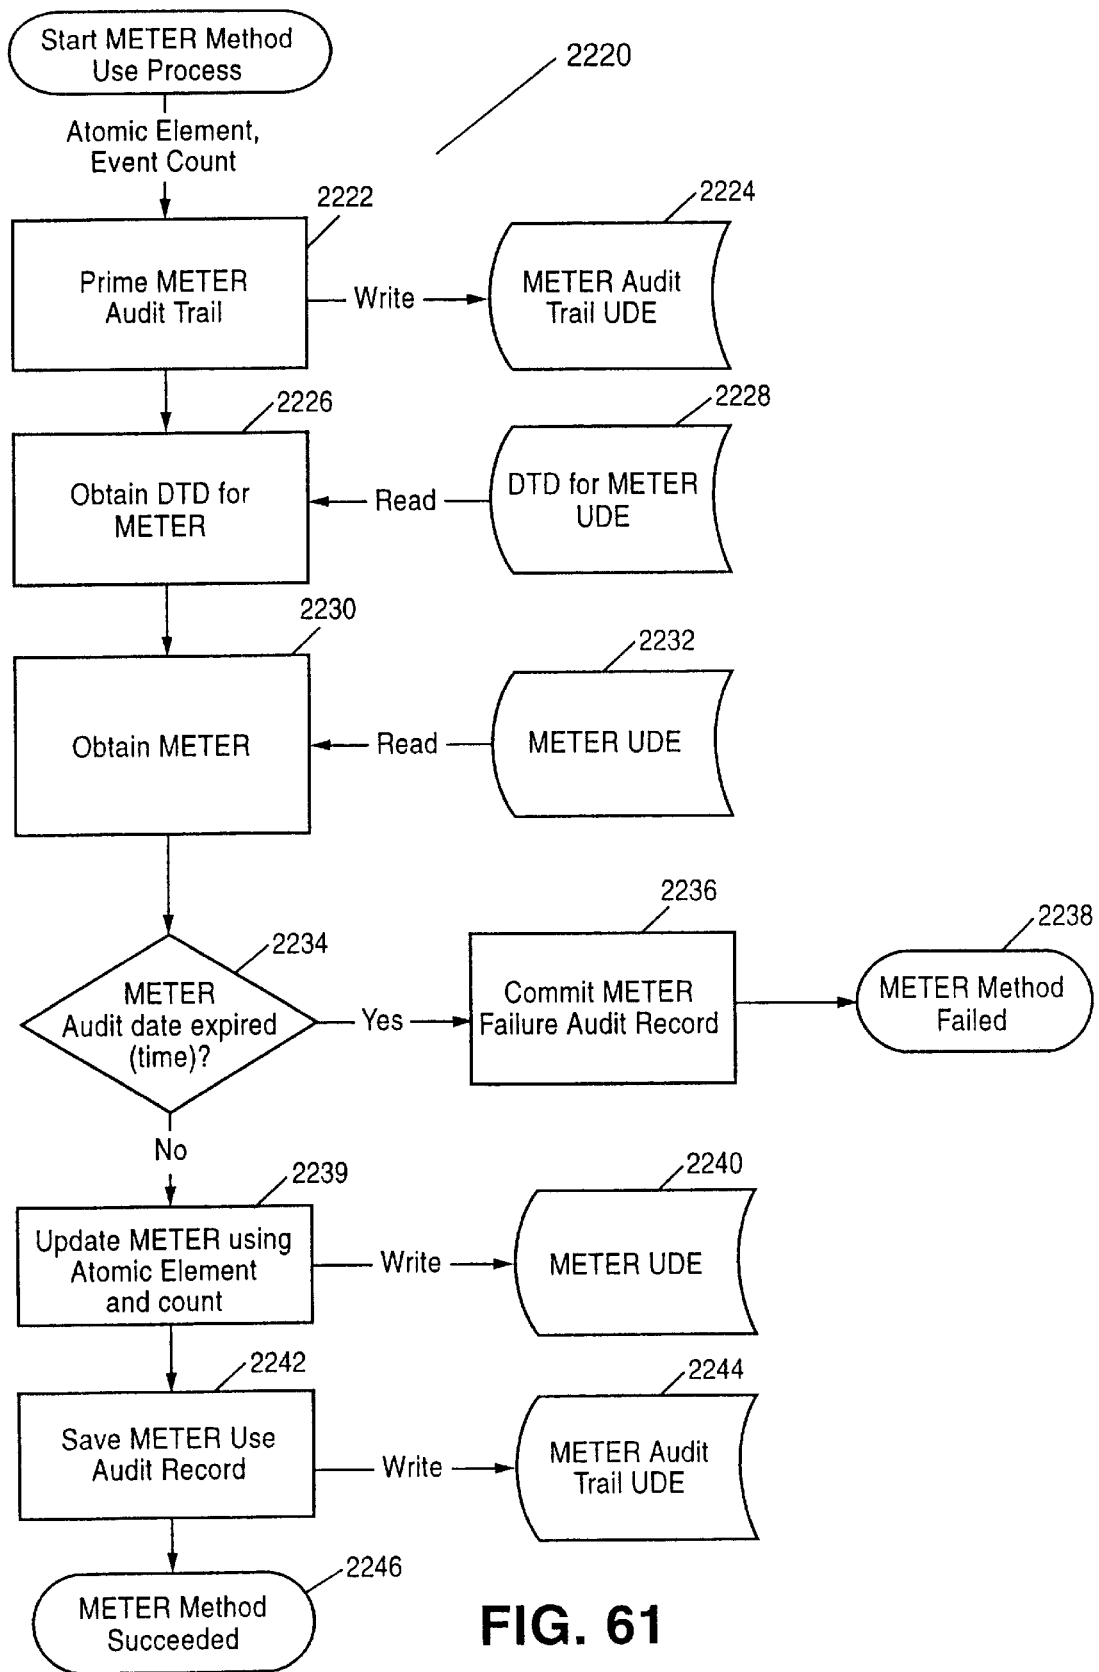 Start METER Method
Use Process
2220
Atomic Element,
Event Count
2222
Prime METER
Audit Trail
Write
2224
METER Audit
Trail UDE
2226
Obtain DTD for
METER
Read
2228
DTD for METER
UDE
2230
Obtain METER
Read
2232
METER UDE
2234
METER
Audit date expired
(time)?
Yes
2236
Commit METER
Failure Audit Record
2238
METER Method
Failed
No
2239
Update METER using
Atomic Element
and count
Write
2240
METER UDE
2242
Save METER Use
Audit Record
Write
2244
METER Audit
Trail UDE
2246
METER Method
Succeeded
FIG. 61